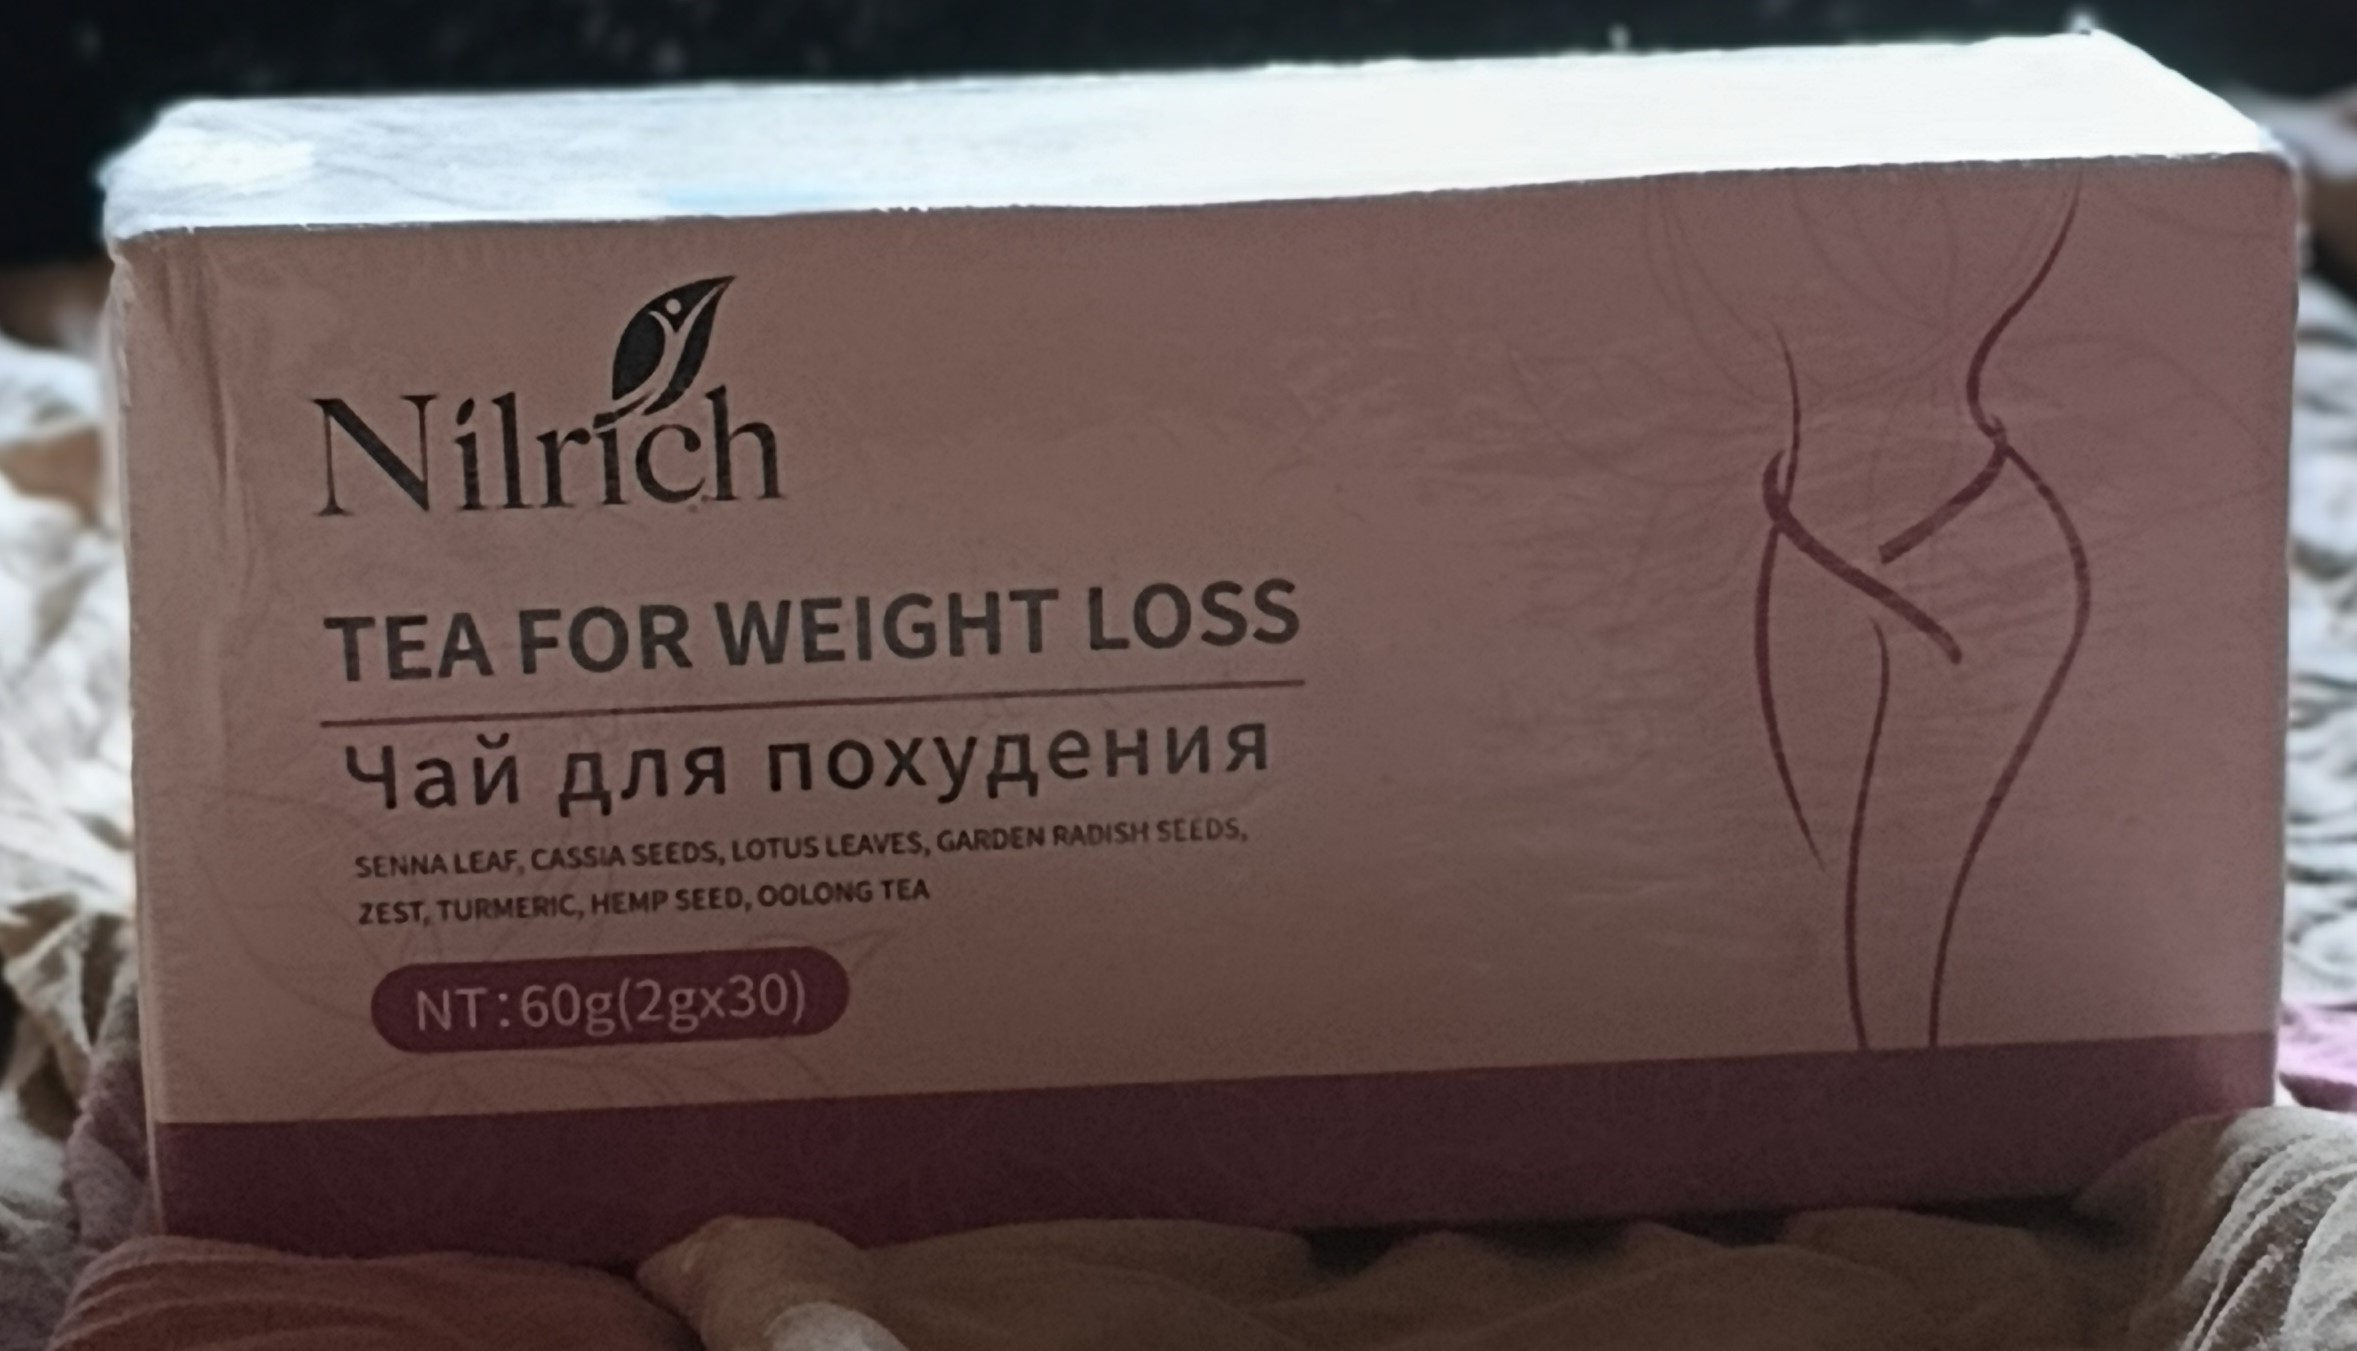 Nilrich
TEA FOR WEIGHT LOSS
Чай для похудения
SENNA LEAF, CASSIA SEEDS, LOTUS LEAVES, GARDEN RADISH SEEDS,
ZEST, TURMERIC, HEMP SEED, OOLONG TEA
NT:60g(2gx30)